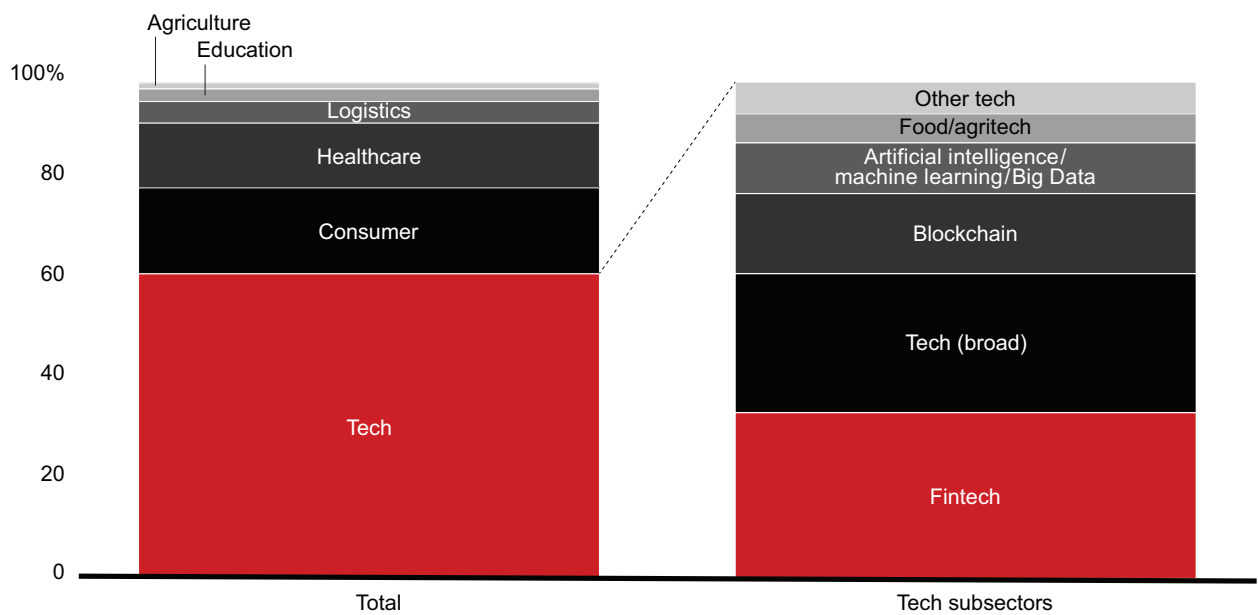 Agriculture
Education
100%
80
60
40
20
0
Logistics
Healthcare
Consumer
Tech
Total
Other tech
Food/agritech
Artificial intelligence/
machine learning/Big Data
Blockchain
Tech (broad)
Fintech
Tech subsectors